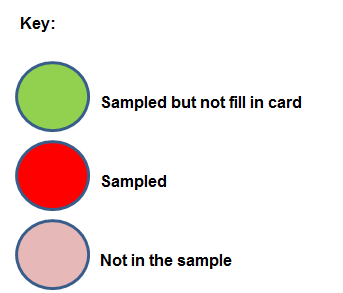 Key:
Sampled but not fill in card
Sampled
Not in the sample